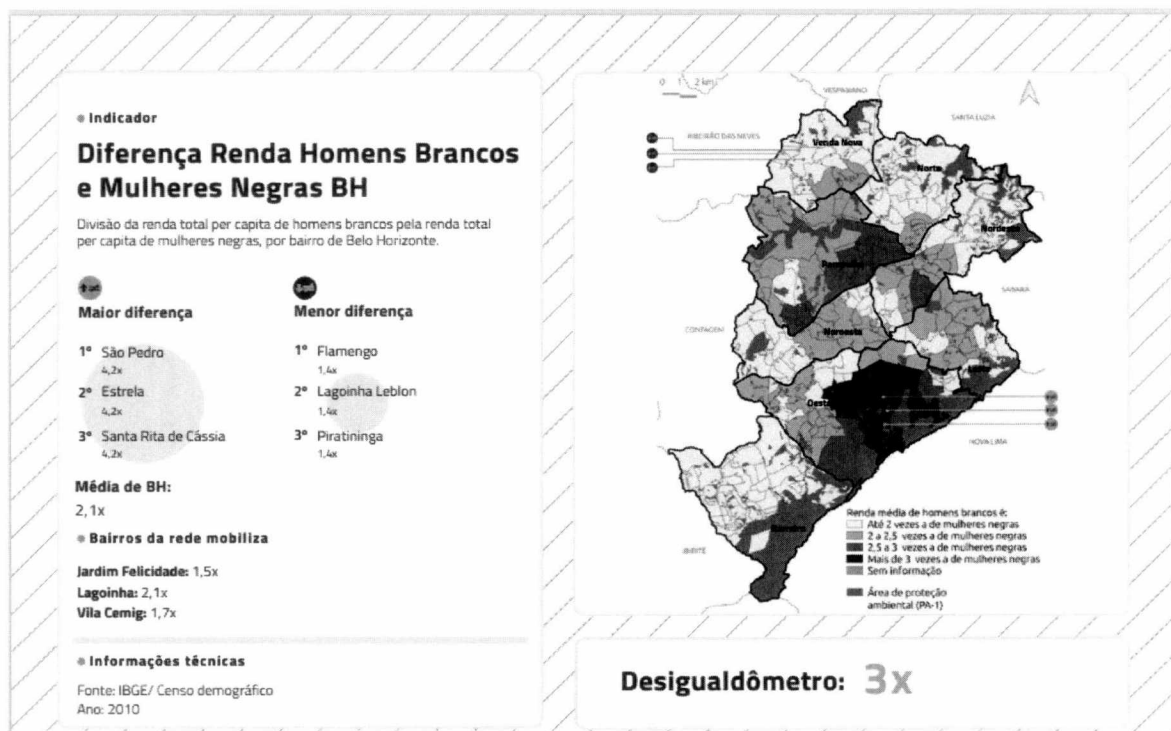 Indicador
Diferença Renda Homens Brancos
e Mulheres Negras BH
Divisão da renda total per capita de homens brancos pela renda total
per capita de mulheres negras, por bairro de Belo Horizonte.
Maior diferença
1º São Pedro
4,2x
2º Estrela
4,2x
3º Santa Rita de Cássia
4,2x
Menor diferença
1º Flamengo
1,4x
2º Lagoinha Leblon
1,4x
3º Piratininga
1,4x
Média de BH:
2,1x
Bairros da rede mobiliza
Jardim Felicidade: 1,5x
Lagoinha: 2,1x
Vila Cemig: 1,7x
Informações técnicas
Fonte: IBGE/ Censo demográfico
Ano: 2010
0 1 2 km
VESPASIANO
SANTA LUZIA
RIBEIRÃO DAS NEVES
Venda Nova
Norte
Nordeste
SABARÁ
CONTAGEM
Noroeste
Leste
Oeste
NOVA LIMA
Barreiro
IBIRITÉ
Renda média de homens brancos é:
Até 2 vezes a de mulheres negras
2 a 2,5 vezes a de mulheres negras
2,5 a 3 vezes a de mulheres negras
Mais de 3 vezes a de mulheres negras
Sem informação
Área de proteção
ambiental (PA-1)
Desigualdômetro: 3x